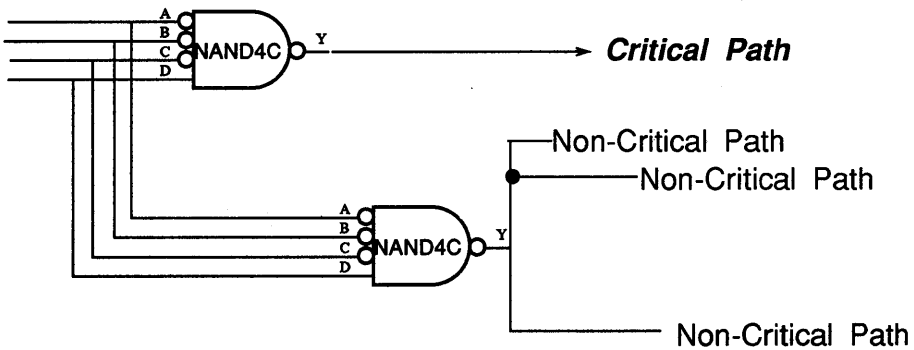 A
B
C
D
NAND4C
Y
Critical Path
Non-Critical Path
Non-Critical Path
A
B
C
D
NAND4C
Y
Non-Critical Path